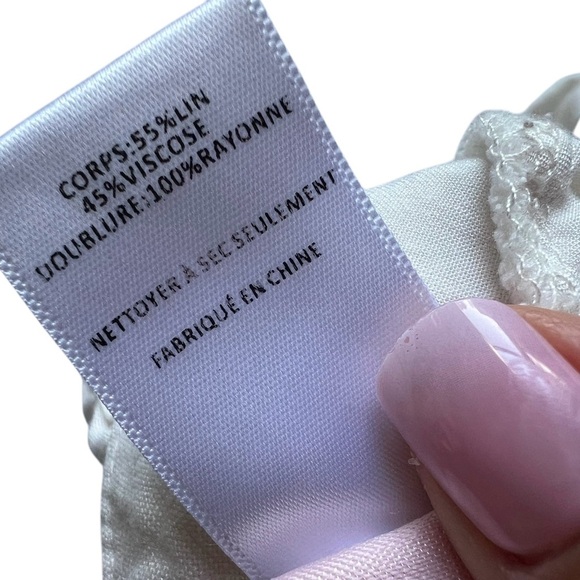 CORPS:55%LIN
45%VISCOSE
DOUBLURE:100%RAYONNE
NETTOYER À SEC SEULEMENT
FABRIQUÉ EN CHINE